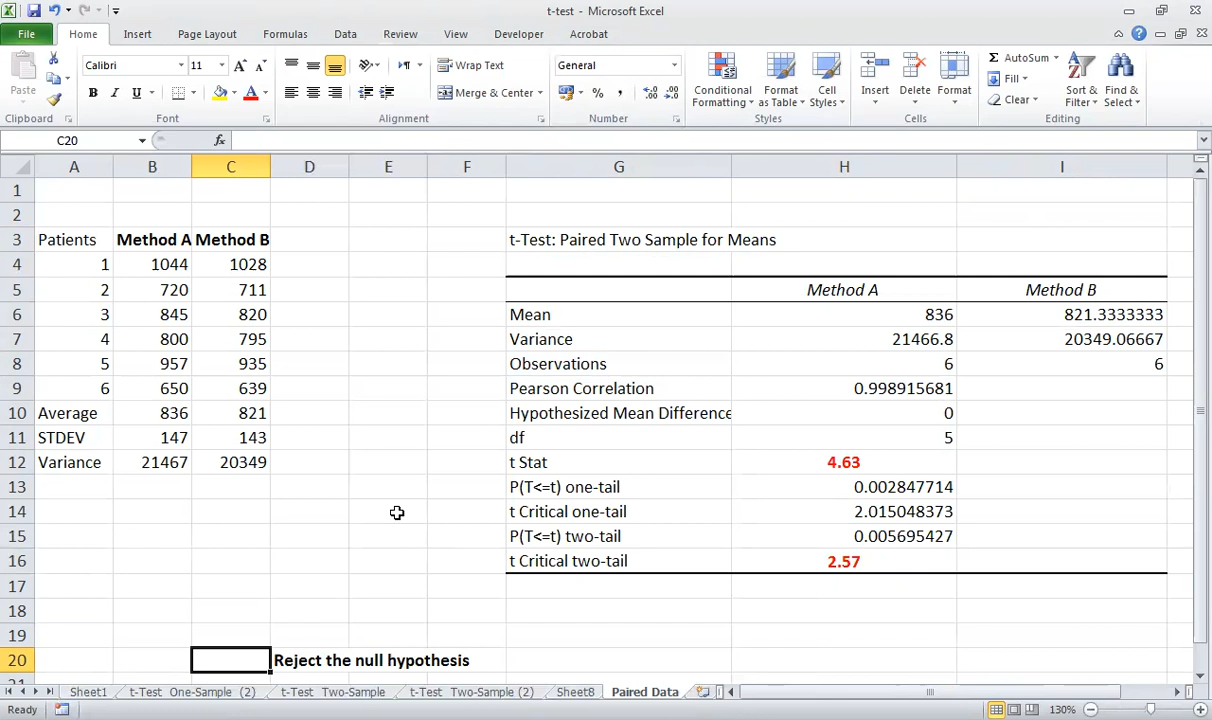 t-test - Microsoft Excel
File Home Insert Page Layout Formulas Data Review View Developer Acrobat
Paste
Calibri 11
Wrap Text
General
Conditional Formatting
Format as Table
Cell Styles
Insert
Delete
Format
AutoSum
Fill
Clear
Sort & Filter
Find & Select
B I U
Merge & Center
Clipboard Font Alignment Number Styles Cells Editing
C20 fx
A B C D E F G H I
1
2
3 Patients Method A Method B t-Test: Paired Two Sample for Means
4 1 1044 1028
5 2 720 711 Method A Method B
6 3 845 820 Mean 836 821.3333333
7 4 800 795 Variance 21466.8 20349.06667
8 5 957 935 Observations 6 6
9 6 650 639 Pearson Correlation 0.998915681
10 Average 836 821 Hypothesized Mean Difference 0
11 STDEV 147 143 df 5
12 Variance 21467 20349 t Stat 4.63
13 P(T<=t) one-tail 0.002847714
14 t Critical one-tail 2.015048373
15 P(T<=t) two-tail 0.005695427
16 t Critical two-tail 2.57
17
18
19
20 Reject the null hypothesis
21
Sheet1 t-Test One-Sample (2) t-Test Two-Sample t-Test Two-Sample (2) Sheet8 Paired Data
Ready 130%